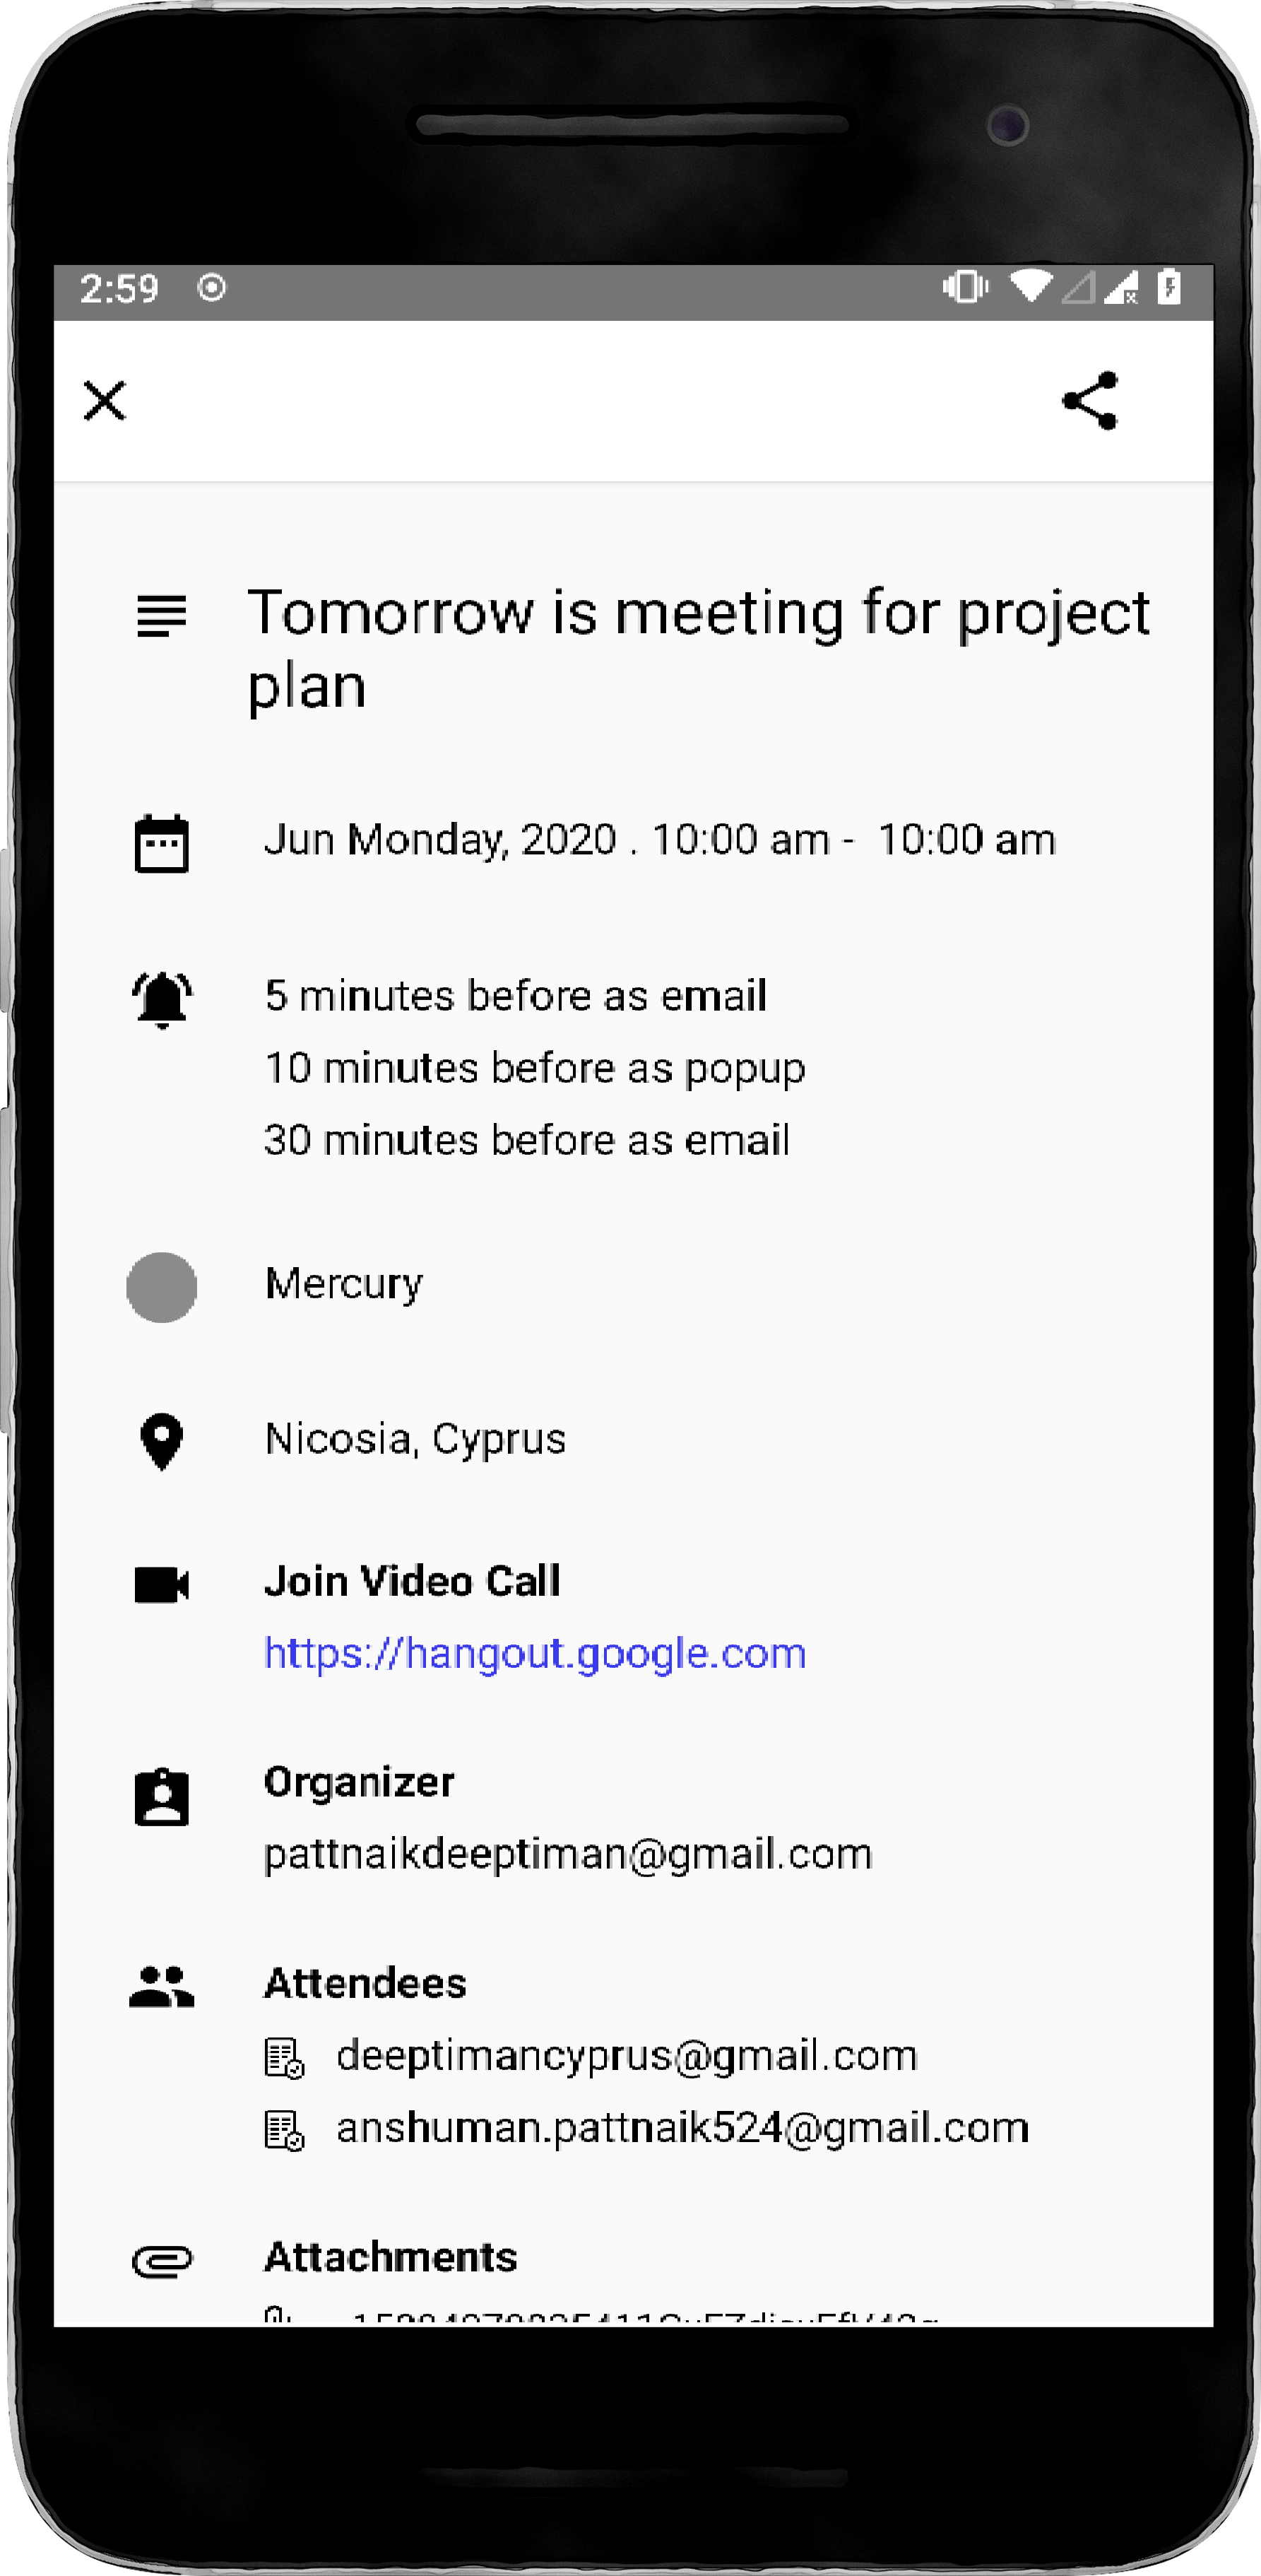 2:59
Tomorrow is meeting for project
plan
Jun Monday, 2020 . 10:00 am - 10:00 am
5 minutes before as email
10 minutes before as popup
30 minutes before as email
Mercury
Nicosia, Cyprus
Join Video Call
https://hangout.google.com
Organizer
pattnaikdeeptiman@gmail.com
Attendees
deeptimancyprus@gmail.com
anshuman.pattnaik524@gmail.com
Attachments